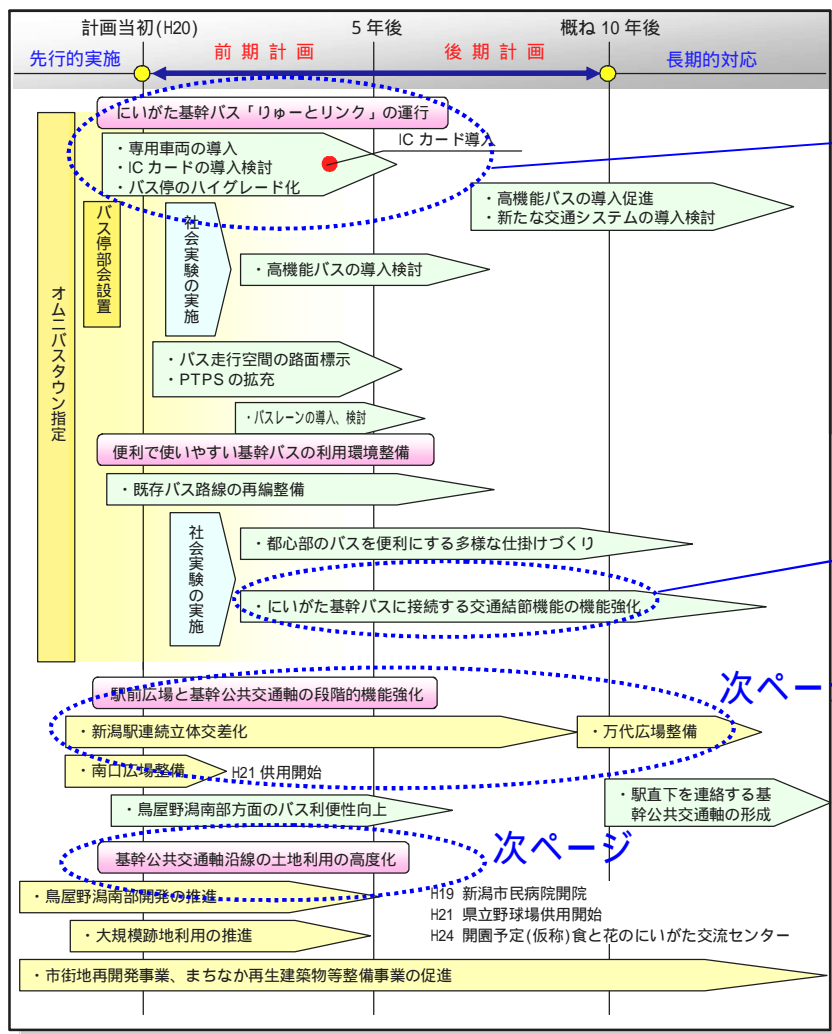 計画当初(H20)
5年後
概ね10年後
先行的実施
前期計画
後期計画
長期的対応
にいがた基幹バス「りゅーとリンク」の運行
・専用車両の導入
・ICカードの導入検討
・バス停のハイグレード化
ICカード導入
・高機能バスの導入促進
・新たな交通システムの導入検討
オムニバスタウン指定
バス停部会設置
社会実験の実施
・高機能バスの導入検討
・バス走行空間の路面標示
・PTPSの拡充
・バスレーンの導入、検討
便利で使いやすい基幹バスの利用環境整備
・既存バス路線の再編整備
社会実験の実施
・都心部のバスを便利にする多様な仕掛けづくり
・にいがた基幹バスに接続する交通結節機能の機能強化
駅前広場と基幹公共交通軸の段階的機能強化
次ペー
・新潟駅連続立体交差化
・万代広場整備
・南口広場整備
H21 供用開始
・鳥屋野潟南部方面のバス利便性向上
・駅直下を連絡する基
幹公共交通軸の形成
次ページ
基幹公共交通軸沿線の土地利用の高度化
・鳥屋野潟南部開発の推進
H19 新潟市民病院開院
H21 県立野球場供用開始
H24 開園予定(仮称)食と花のにいがた交流センター
・大規模跡地利用の推進
・市街地再開発事業、まちなか再生建築物等整備事業の促進